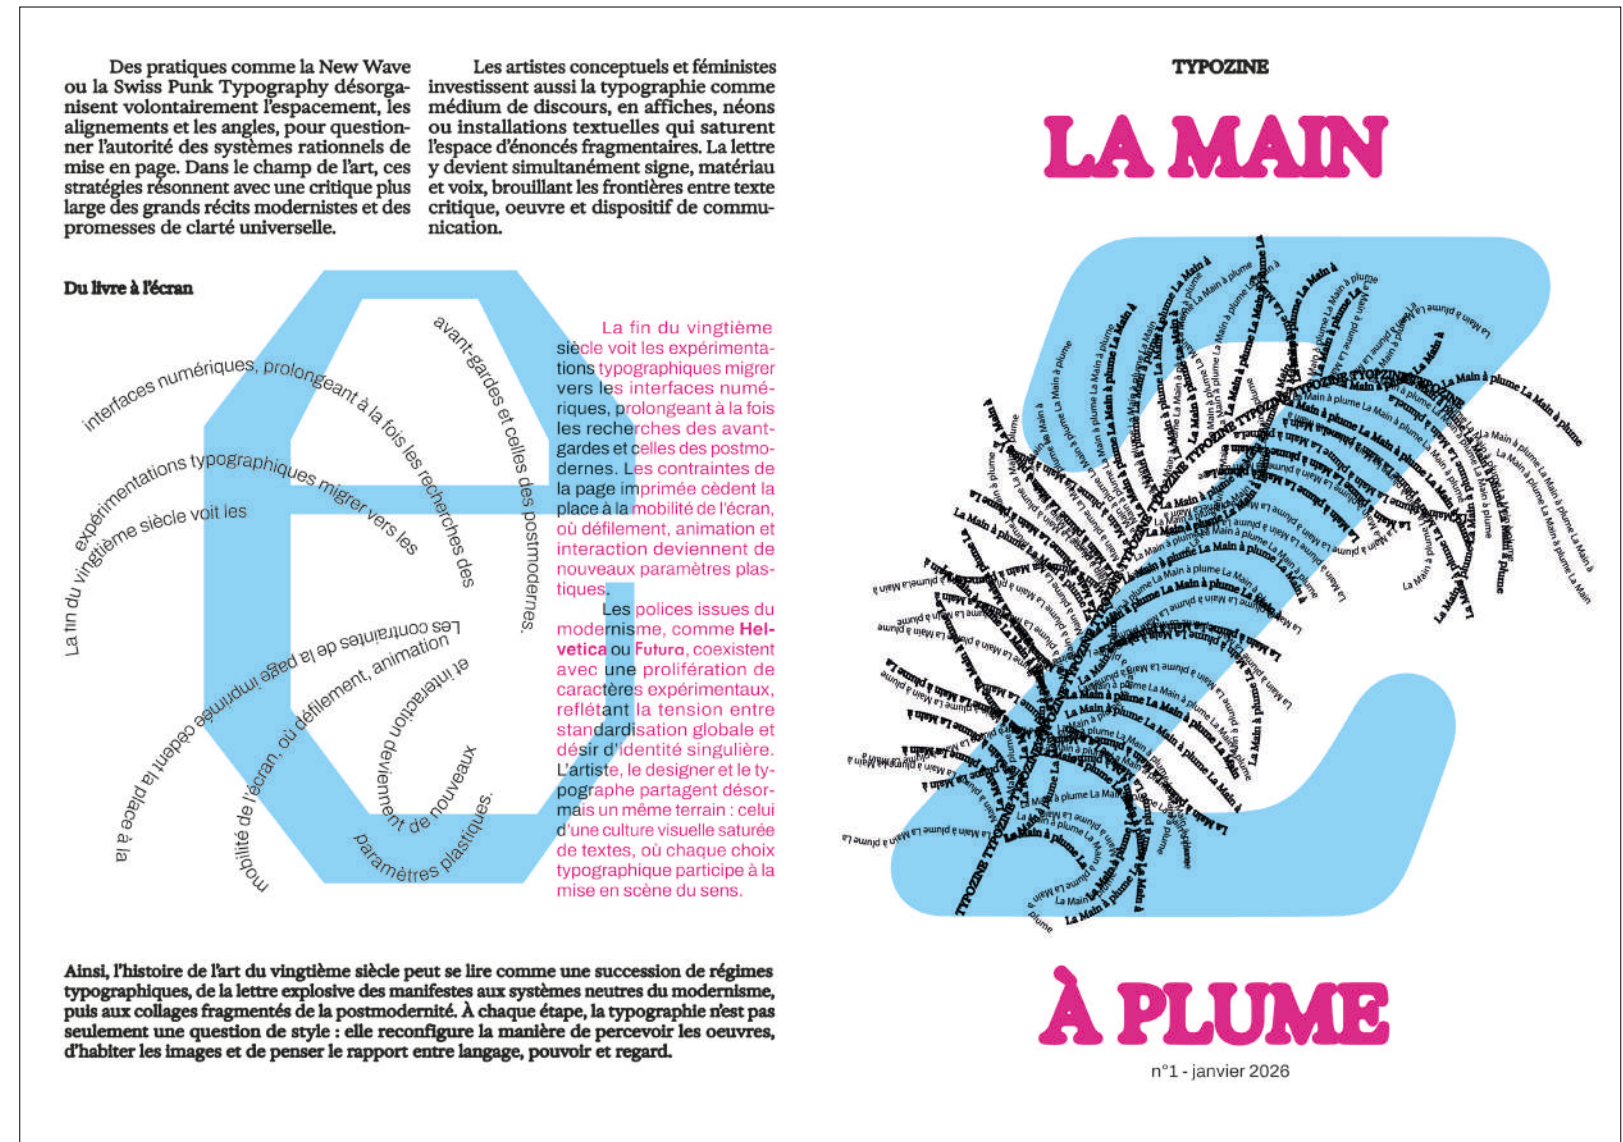 Des pratiques comme la New Wave
ou la Swiss Punk Typography désorga-
nisent volontairement l'espacement, les
alignements et les angles, pour question-
ner l'autorité des systèmes rationnels de
mise en page. Dans le champ de l'art, ces
stratégies résonnent avec une critique plus
large des grands récits modernistes et des
promesses de clarté universelle.
Les artistes conceptuels et féministes
investissent aussi la typographie comme
médium de discours, en affiches, néons
ou installations textuelles qui saturent
l'espace d'énoncés fragmentaires. La lettre
y devient simultanément signe, matériau
et voix, brouillant les frontières entre texte
critique, oeuvre et dispositif de commu-
nication.
Du livre à l'écran
La fin du vingtième siècle voit les
expérimentations typographiques migrer vers les
interfaces numériques, prolongeant à la fois les recherches des
avant-gardes et celles des postmodernes.
Les contraintes de la page imprimée cèdent la place à la
mobilité de l'écran, où défilement, animation
et interaction deviennent de nouveaux
paramètres plastiques.
La fin du vingtième
siècle voit les expérimenta-
tions typographiques migrer
vers les interfaces numé-
riques, prolongeant à la fois
les recherches des avant-
gardes et celles des postmo-
dernes. Les contraintes de
la page imprimée cèdent la
place à la mobilité de l'écran,
où défilement, animation et
interaction deviennent de
nouveaux paramètres plas-
tiques.
Les polices issues du
modernisme, comme Hel-
vetica ou Futura, coexistent
avec une prolifération de
caractères expérimentaux,
reflétant la tension entre
standardisation globale et
désir d'identité singulière.
L'artiste, le designer et le ty-
pographe partagent désor-
mais un même terrain : celui
d'une culture visuelle saturée
de textes, où chaque choix
typographique participe à la
mise en scène du sens.
Ainsi, l'histoire de l'art du vingtième siècle peut se lire comme une succession de régimes
typographiques, de la lettre explosive des manifestes aux systèmes neutres du modernisme,
puis aux collages fragmentés de la postmodernité. À chaque étape, la typographie n'est pas
seulement une question de style : elle reconfigure la manière de percevoir les oeuvres,
d'habiter les images et de penser le rapport entre langage, pouvoir et regard.
TYPOZINE
LA MAIN
À PLUME
n°1 - janvier 2026